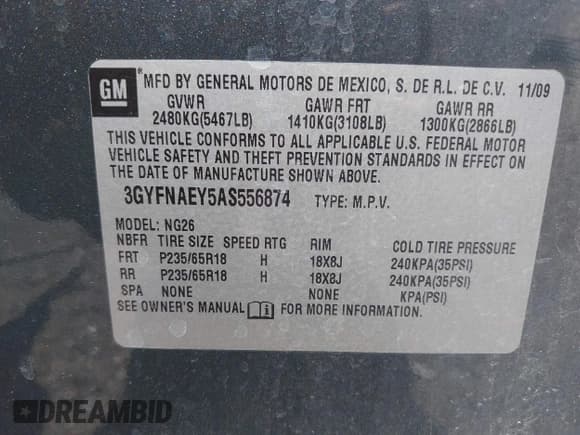 GM
MFD BY GENERAL MOTORS DE MEXICO, S. DE R.L. DE C.V. 11/09
GVWR GAWR FRT GAWR RR
2480KG(5467LB) 1410KG(3108LB) 1300KG(2866LB)
THIS VEHICLE CONFORMS TO ALL APPLICABLE U.S. FEDERAL MOTOR
VEHICLE SAFETY AND THEFT PREVENTION STANDARDS IN EFFECT ON
THE DATE OF MANUFACTURE SHOWN ABOVE.
3GYFNAEY5AS556874 TYPE: M.P.V.
MODEL: NG26
NBFR TIRE SIZE SPEED RTG RIM COLD TIRE PRESSURE
FRT P235/65R18 H 18X8J 240KPA(35PSI)
RR P235/65R18 H 18X8J 240KPA(35PSI)
SPA NONE NONE KPA(PSI)
SEE OWNER'S MANUAL FOR MORE INFORMATION.
DREAMBID